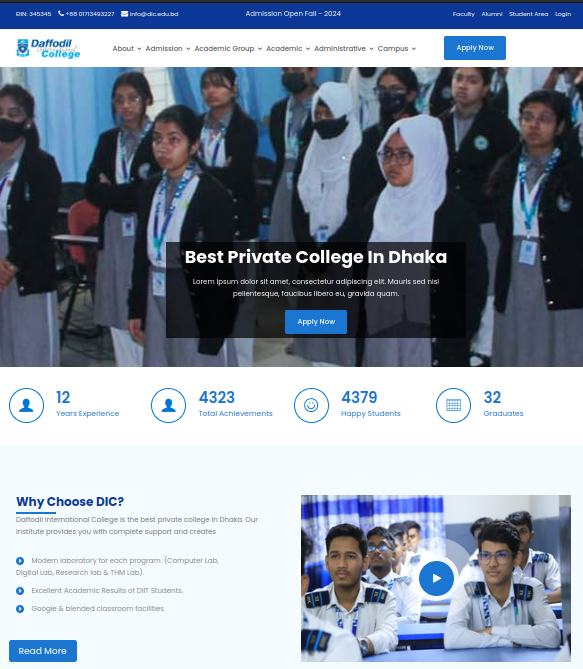 EIN: 345345 +88 01713493227 info@dic.edu.bd Admission Open Fall - 2024 Faculty Alumni Student Area Login
Daffodil
College
About Admission Academic Group Academic Administrative Campus Apply Now
Best Private College In Dhaka
Lorem ipsum dolor sit amet, consectetur adipiscing elit. Mauris sed nisl
pellentesque, faucibus libero eu, gravida quam.
Apply Now
12 4323 4379 32
Years Experience Total Achievements Happy Students Graduates
Why Choose DIC?
Daffodil International College is the best private college in Dhaka. Our
institute provides you with complete support and creates
Modern laboratory for each program. (Computer Lab,
Digital Lab, Research lab & THM Lab).
Excellent Academic Results of DIIT Students.
Google & blended classroom facilities
Read More